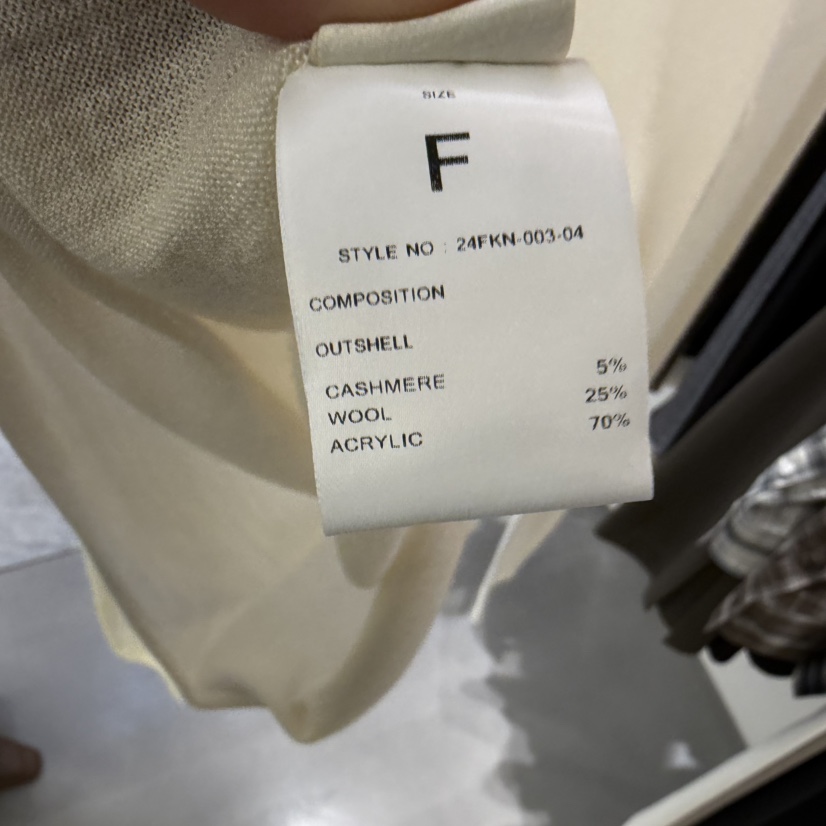 SIZE
F
STYLE NO : 24FKN-003-04
COMPOSITION
OUTSHELL
CASHMERE 5%
WOOL 25%
ACRYLIC 70%